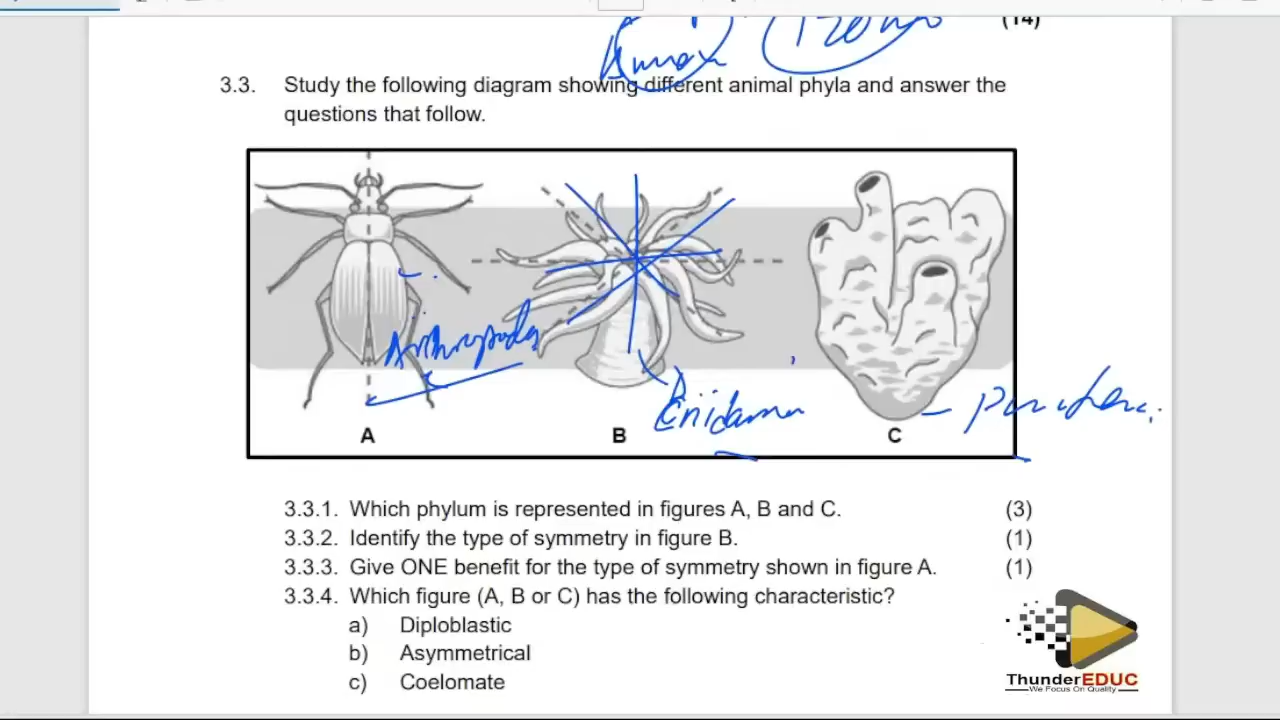 (14)
3.3. Study the following diagram showing different animal phyla and answer the
questions that follow.
Arthropoda
A
B
C
3.3.1. Which phylum is represented in figures A, B and C. (3)
3.3.2. Identify the type of symmetry in figure B. (1)
3.3.3. Give ONE benefit for the type of symmetry shown in figure A. (1)
3.3.4. Which figure (A, B or C) has the following characteristic?
a) Diploblastic
b) Asymmetrical
c) Coelomate
ThunderEDUC
We Focus On Quality